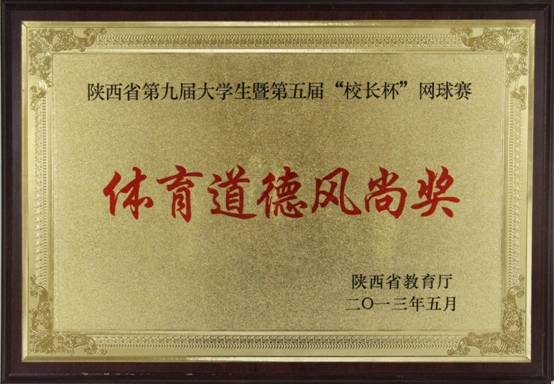 陕西省第九届大学生暨第五届“校长杯”网球赛
体育道德风尚奖
陕西省教育厅
二〇一三年五月